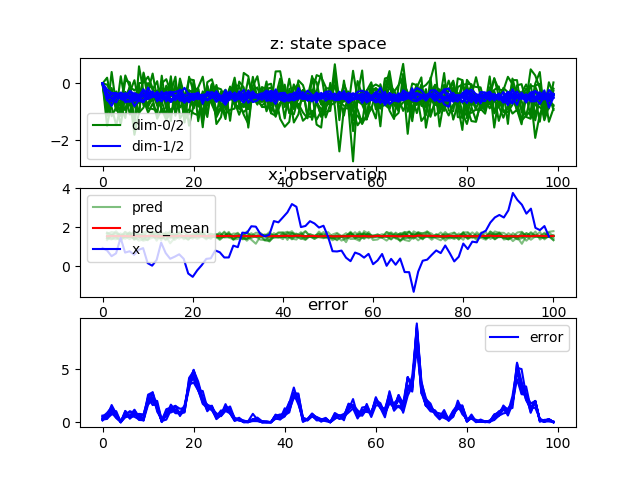 z: state space
0
−2
dim-0/2
dim-1/2
0 20 40 60 80 100
x: observation
4
2
0
pred
pred_mean
x
0 20 40 60 80 100
error
5
0
error
0 20 40 60 80 100